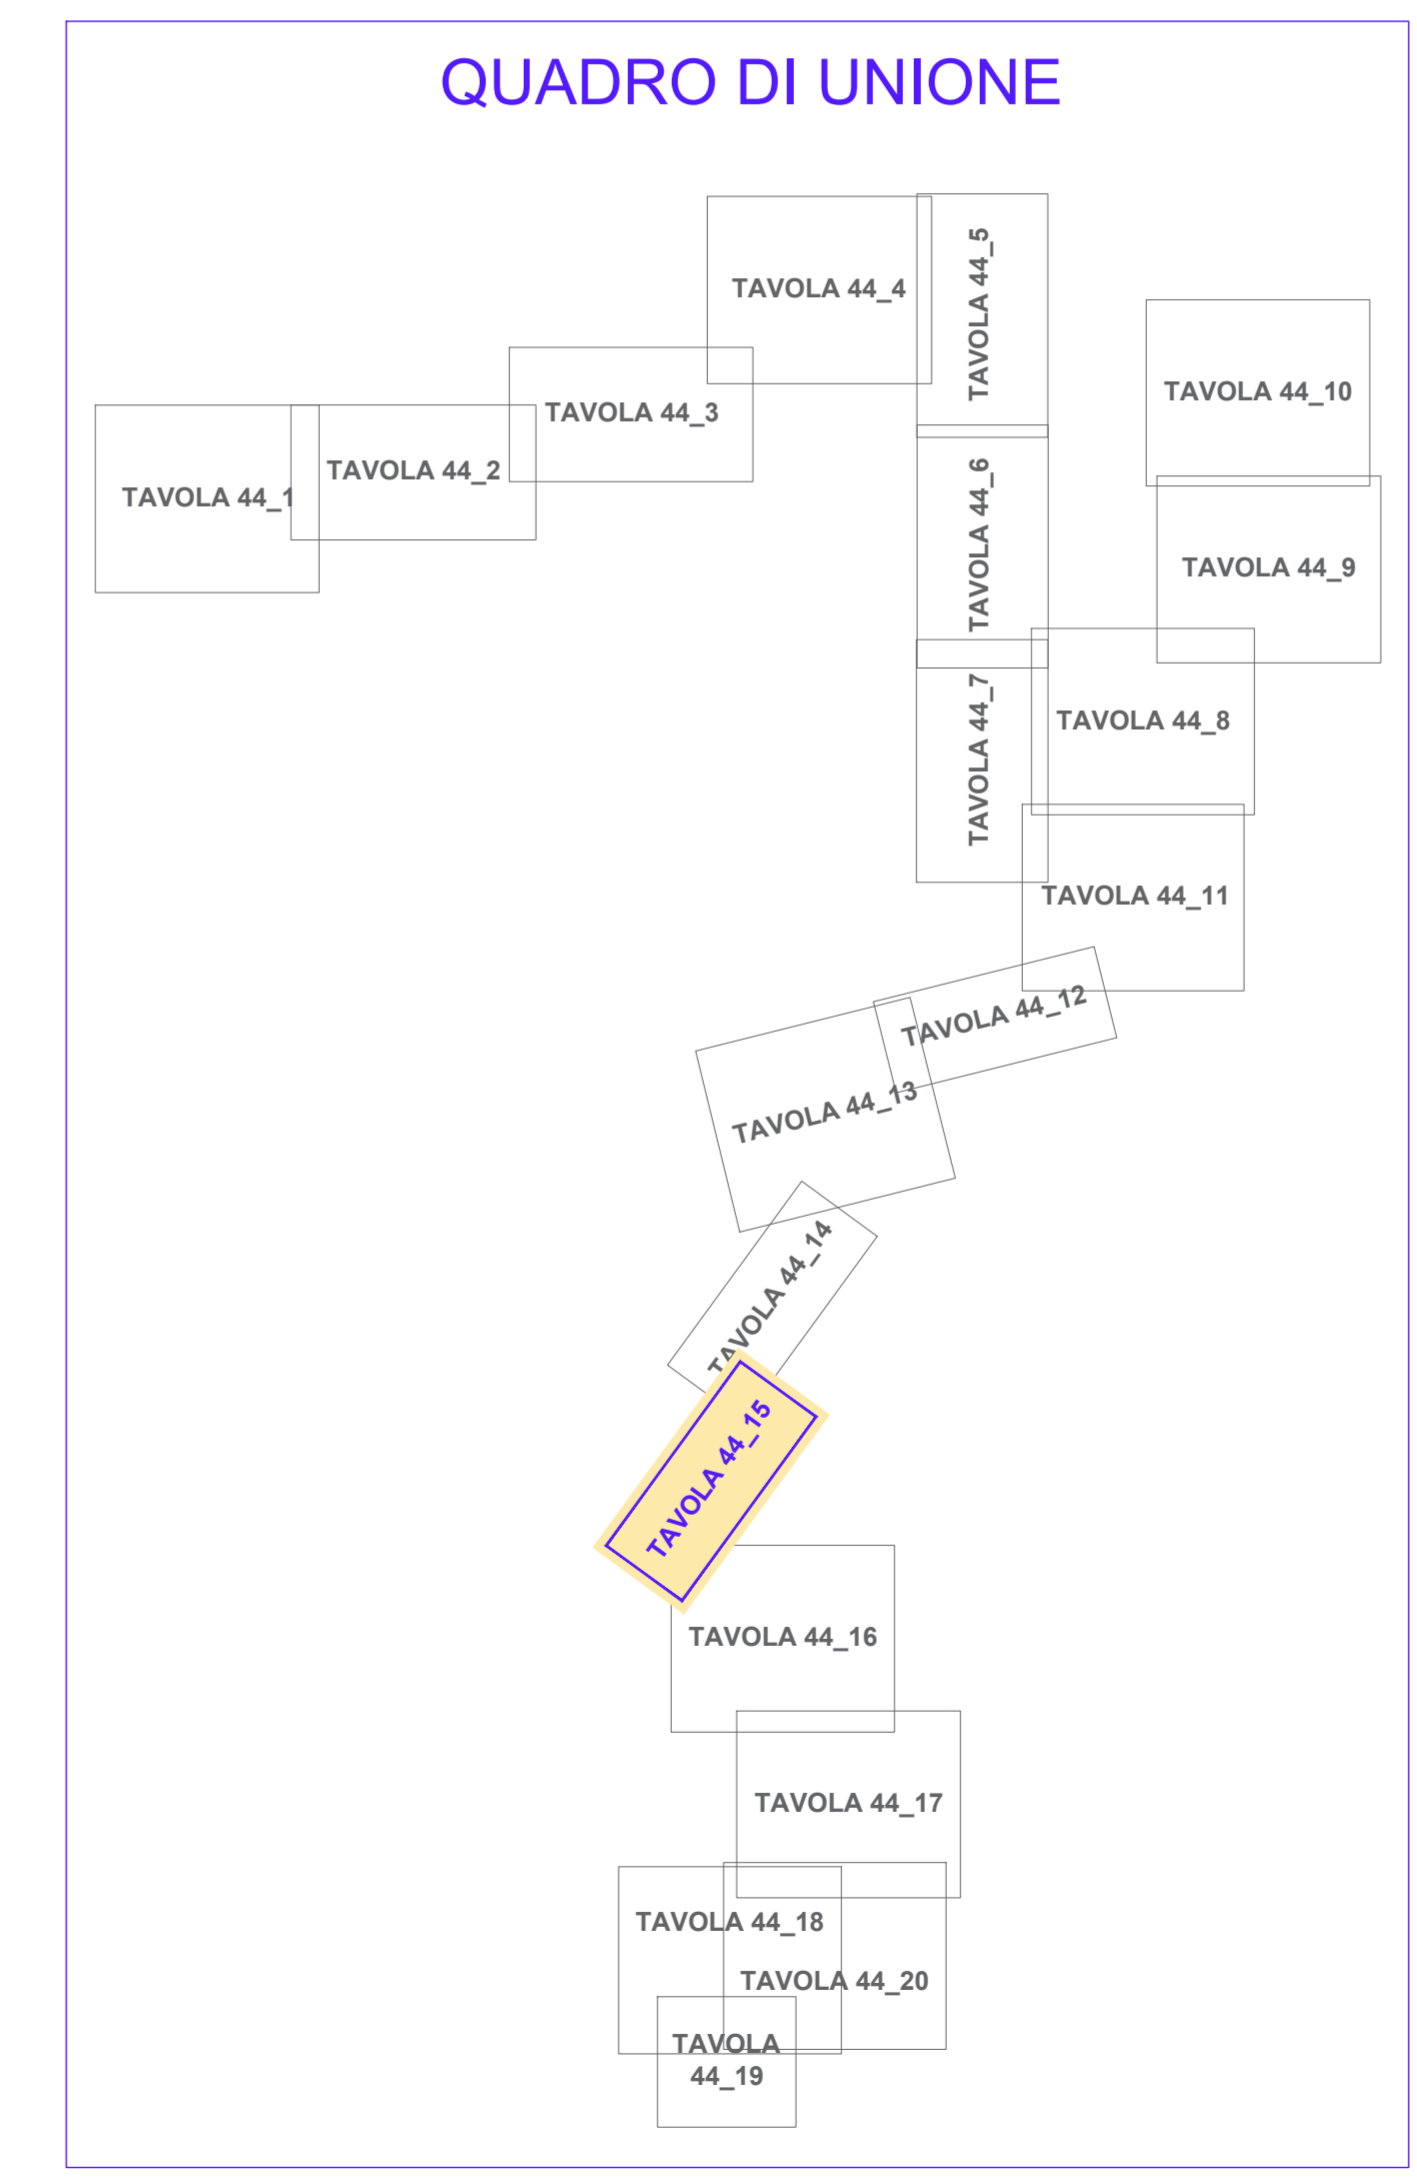 QUADRO DI UNIONE
TAVOLA 44_4
TAVOLA 44_5
TAVOLA 44_10
TAVOLA 44_3
TAVOLA 44_2
TAVOLA 44_1
TAVOLA 44_6
TAVOLA 44_9
TAVOLA 44_7
TAVOLA 44_8
TAVOLA 44_11
TAVOLA 44_12
TAVOLA 44_13
TAVOLA 44_14
TAVOLA 44_15
TAVOLA 44_16
TAVOLA 44_17
TAVOLA 44_18
TAVOLA 44_20
TAVOLA
44_19